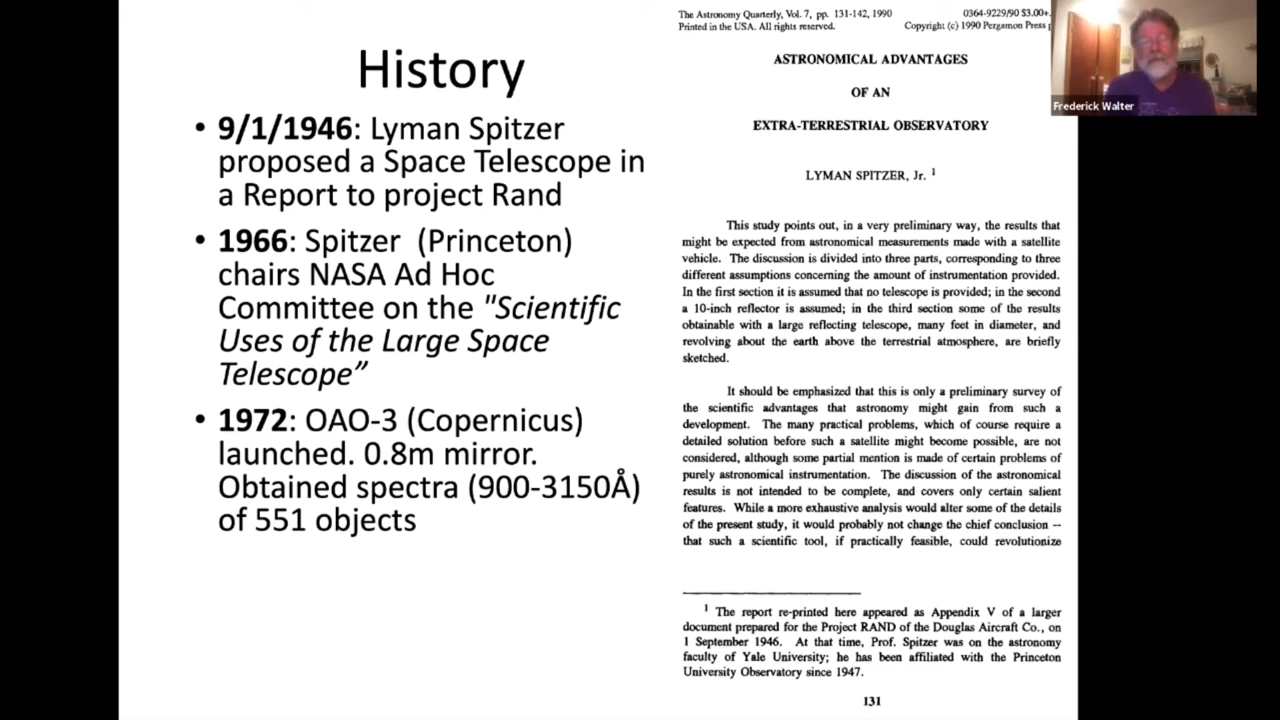 History
• 9/1/1946: Lyman Spitzer
proposed a Space Telescope in
a Report to project Rand
• 1966: Spitzer (Princeton)
chairs NASA Ad Hoc
Committee on the "Scientific
Uses of the Large Space
Telescope”
• 1972: OAO-3 (Copernicus)
launched. 0.8m mirror.
Obtained spectra (900-3150Å)
of 551 objects
The Astronomy Quarterly, Vol. 7, pp. 131-142, 1990
0364-9229/90 $3.00+.
Printed in the USA. All rights reserved.
Copyright (c) 1990 Pergamon Press
ASTRONOMICAL ADVANTAGES
OF AN
EXTRA-TERRESTRIAL OBSERVATORY
LYMAN SPITZER, Jr. 1
This study points out, in a very preliminary way, the results that
might be expected from astronomical measurements made with a satellite
vehicle. The discussion is divided into three parts, corresponding to three
different assumptions concerning the amount of instrumentation provided.
In the first section it is assumed that no telescope is provided; in the second
a 10-inch reflector is assumed; in the third section some of the results
obtainable with a large reflecting telescope, many feet in diameter, and
revolving about the earth above the terrestrial atmosphere, are briefly
sketched.
It should be emphasized that this is only a preliminary survey of
the scientific advantages that astronomy might gain from such a
development. The many practical problems, which of course require a
detailed solution before such a satellite might become possible, are not
considered, although some partial mention is made of certain problems of
purely astronomical instrumentation. The discussion of the astronomical
results is not intended to be complete, and covers only certain salient
features. While a more exhaustive analysis would alter some of the details
of the present study, it would probably not change the chief conclusion --
that such a scientific tool, if practically feasible, could revolutionize
1 The report re-printed here appeared as Appendix V of a larger
document prepared for the Project RAND of the Douglas Aircraft Co., on
1 September 1946. At that time, Prof. Spitzer was on the astronomy
faculty of Yale University; he has been affiliated with the Princeton
University Observatory since 1947.
131
Frederick Walter